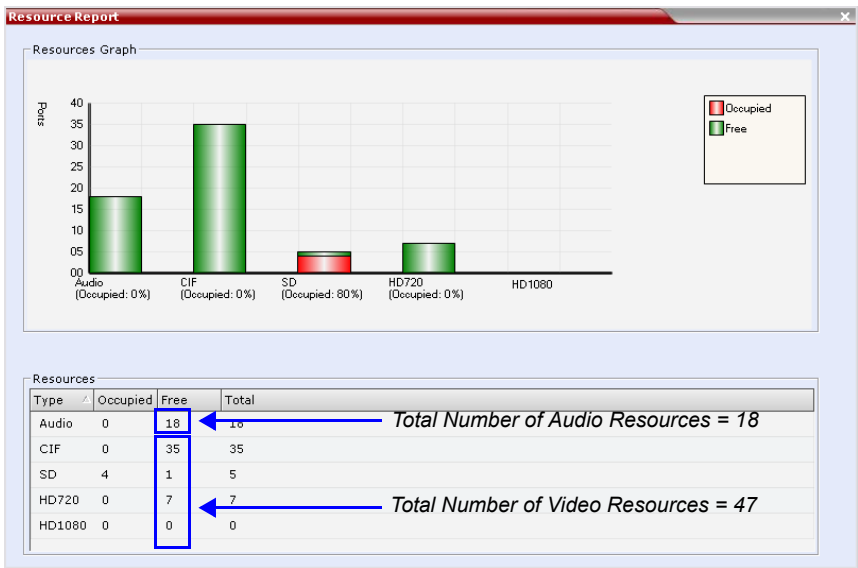 Resource Report
Resources Graph
Ports
40
35
30
25
20
15
10
05
00
Occupied
Free
Audio CIF SD HD720 HD1080
(Occupied: 0%) (Occupied: 0%) (Occupied: 80%) (Occupied: 0%)
Resources
Type Occupied Free Total
Audio 0 18 18 Total Number of Audio Resources = 18
CIF 0 35 35
SD 4 1 5
HD720 0 7 7 Total Number of Video Resources = 47
HD1080 0 0 0